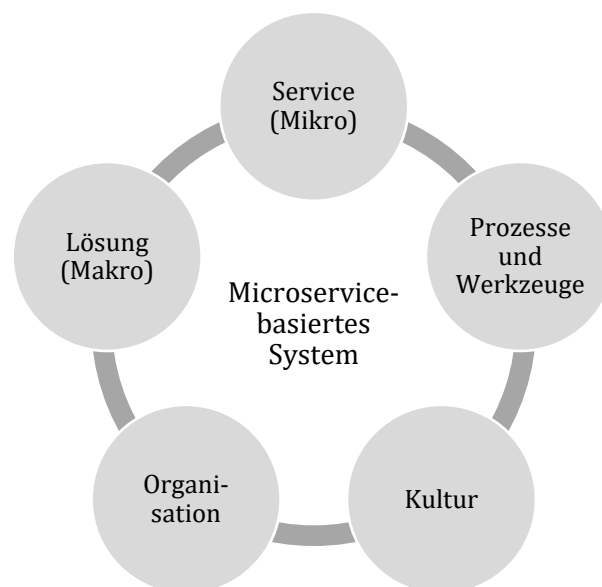 Service
(Mikro)
Prozesse
und
Werkzeuge
Lösung
(Makro)
Microservice-
basiertes
System
Organi-
sation
Kultur